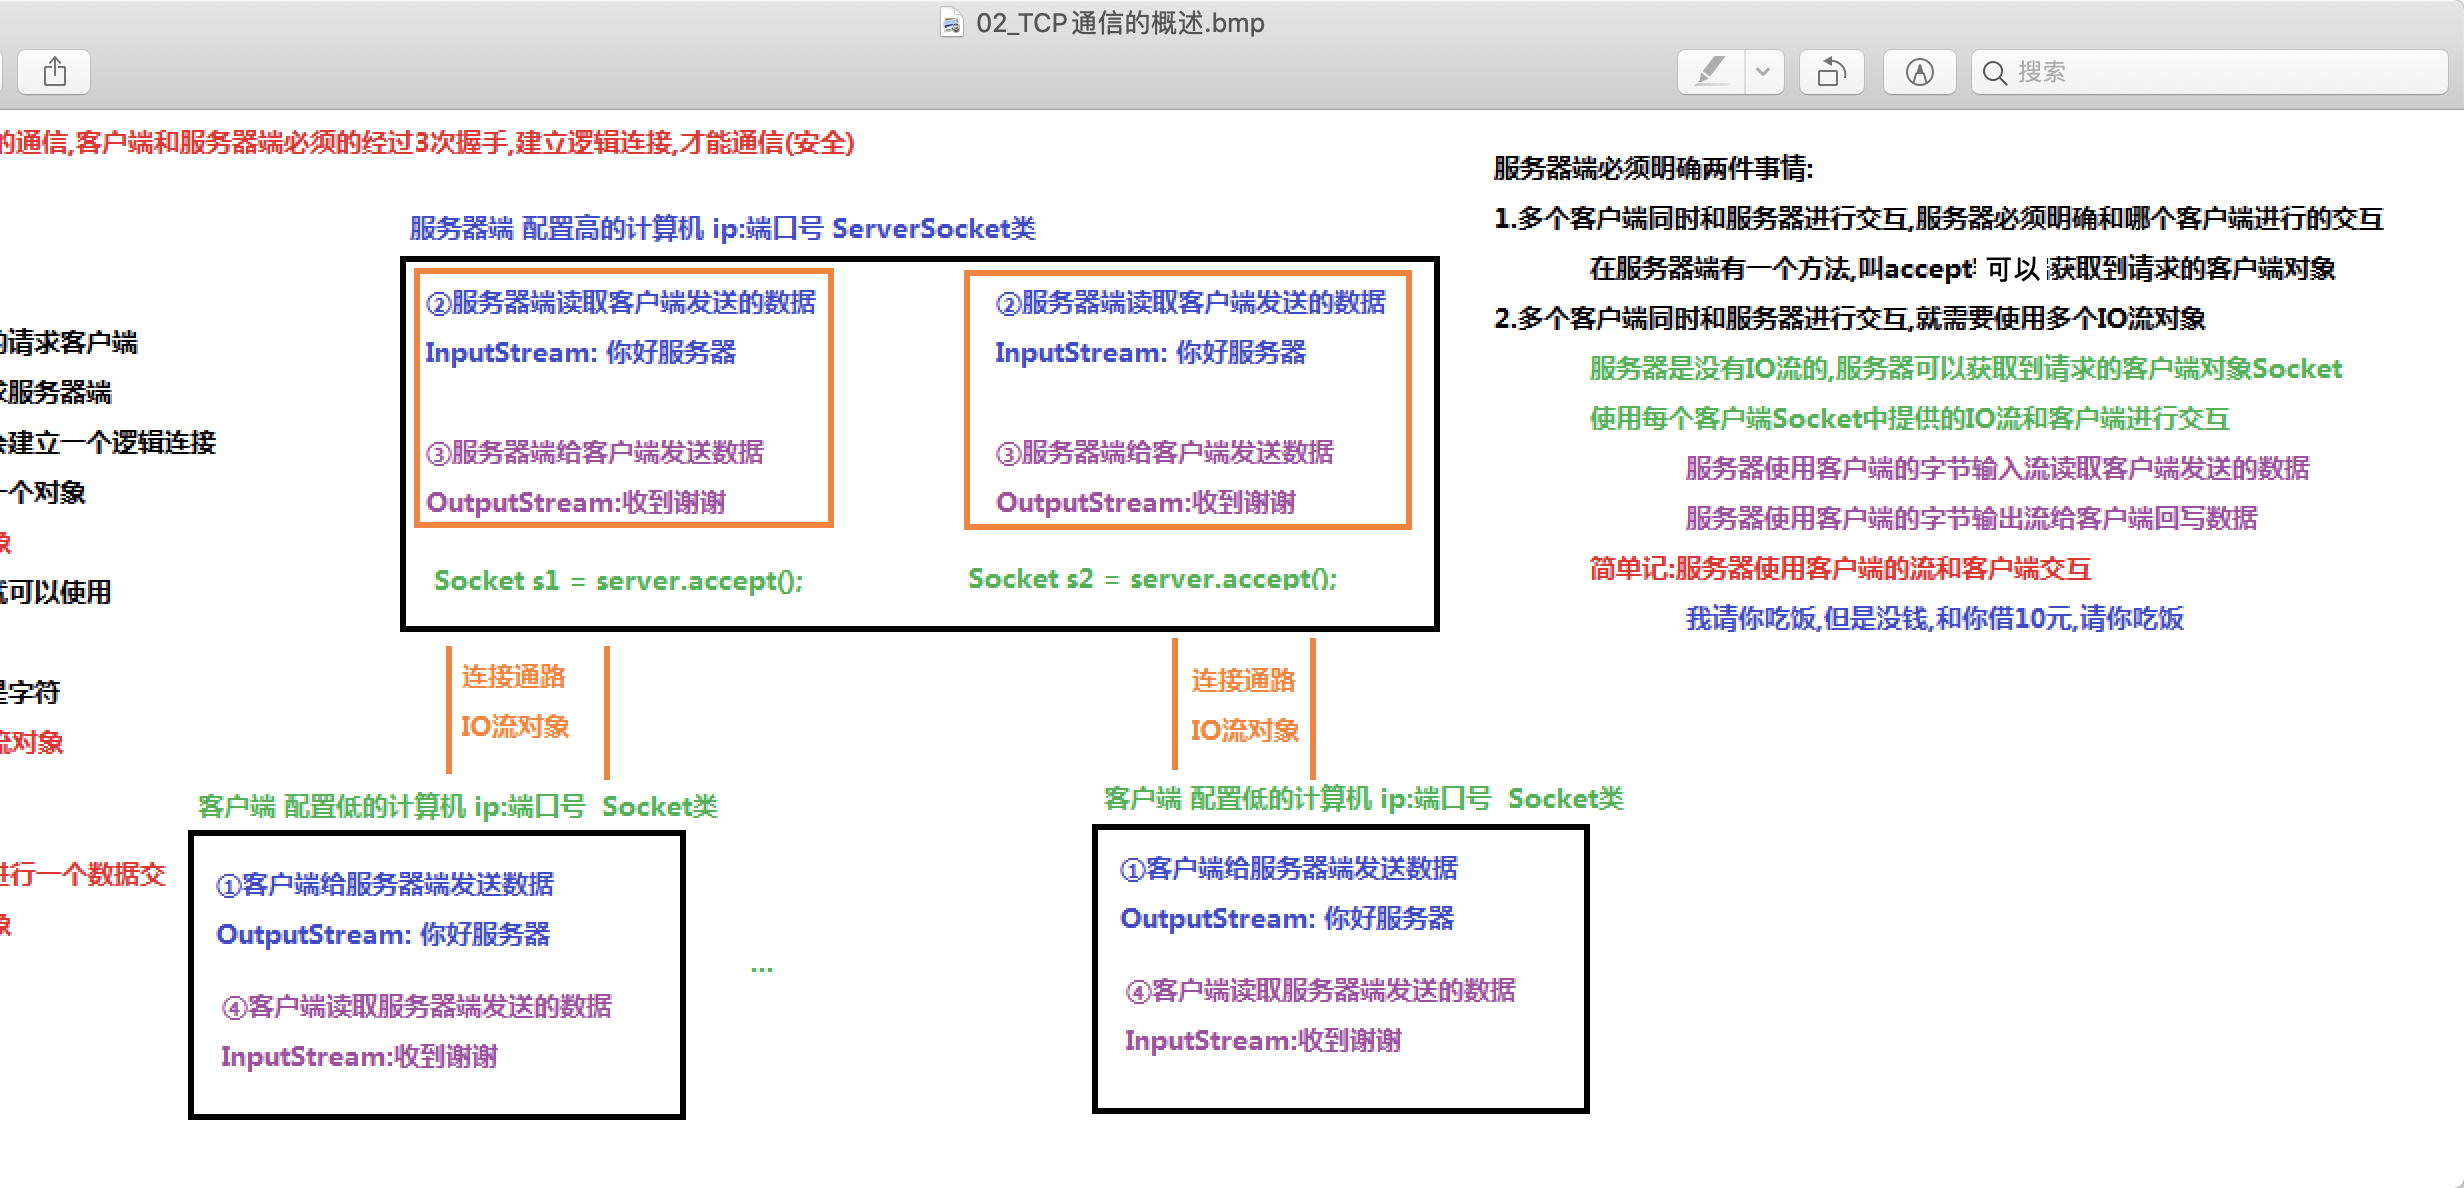 02_TCP通信的概述.bmp
搜索
的通信,客户端和服务器端必须的经过3次握手,建立逻辑连接,才能通信(安全)
请求客户端
服务器端
建立一个逻辑连接
一个对象
象
可以使用
是字符
流对象
进行一个数据交
象
服务器端 配置高的计算机 ip:端口号 ServerSocket类
②服务器端读取客户端发送的数据
InputStream: 你好服务器
③服务器端给客户端发送数据
OutputStream:收到谢谢
Socket s1 = server.accept();
②服务器端读取客户端发送的数据
InputStream: 你好服务器
③服务器端给客户端发送数据
OutputStream:收到谢谢
Socket s2 = server.accept();
连接通路
IO流对象
连接通路
IO流对象
客户端 配置低的计算机 ip:端口号 Socket类
①客户端给服务器端发送数据
OutputStream: 你好服务器
④客户端读取服务器端发送的数据
InputStream:收到谢谢
...
客户端 配置低的计算机 ip:端口号 Socket类
①客户端给服务器端发送数据
OutputStream: 你好服务器
④客户端读取服务器端发送的数据
InputStream:收到谢谢
服务器端必须明确两件事情:
1.多个客户端同时和服务器进行交互,服务器必须明确和哪个客户端进行的交互
在服务器端有一个方法,叫accept 可以 获取到请求的客户端对象
2.多个客户端同时和服务器进行交互,就需要使用多个IO流对象
服务器是没有IO流的,服务器可以获取到请求的客户端对象Socket
使用每个客户端Socket中提供的IO流和客户端进行交互
服务器使用客户端的字节输入流读取客户端发送的数据
服务器使用客户端的字节输出流给客户端回写数据
简单记:服务器使用客户端的流和客户端交互
我请你吃饭,但是没钱,和你借10元,请你吃饭